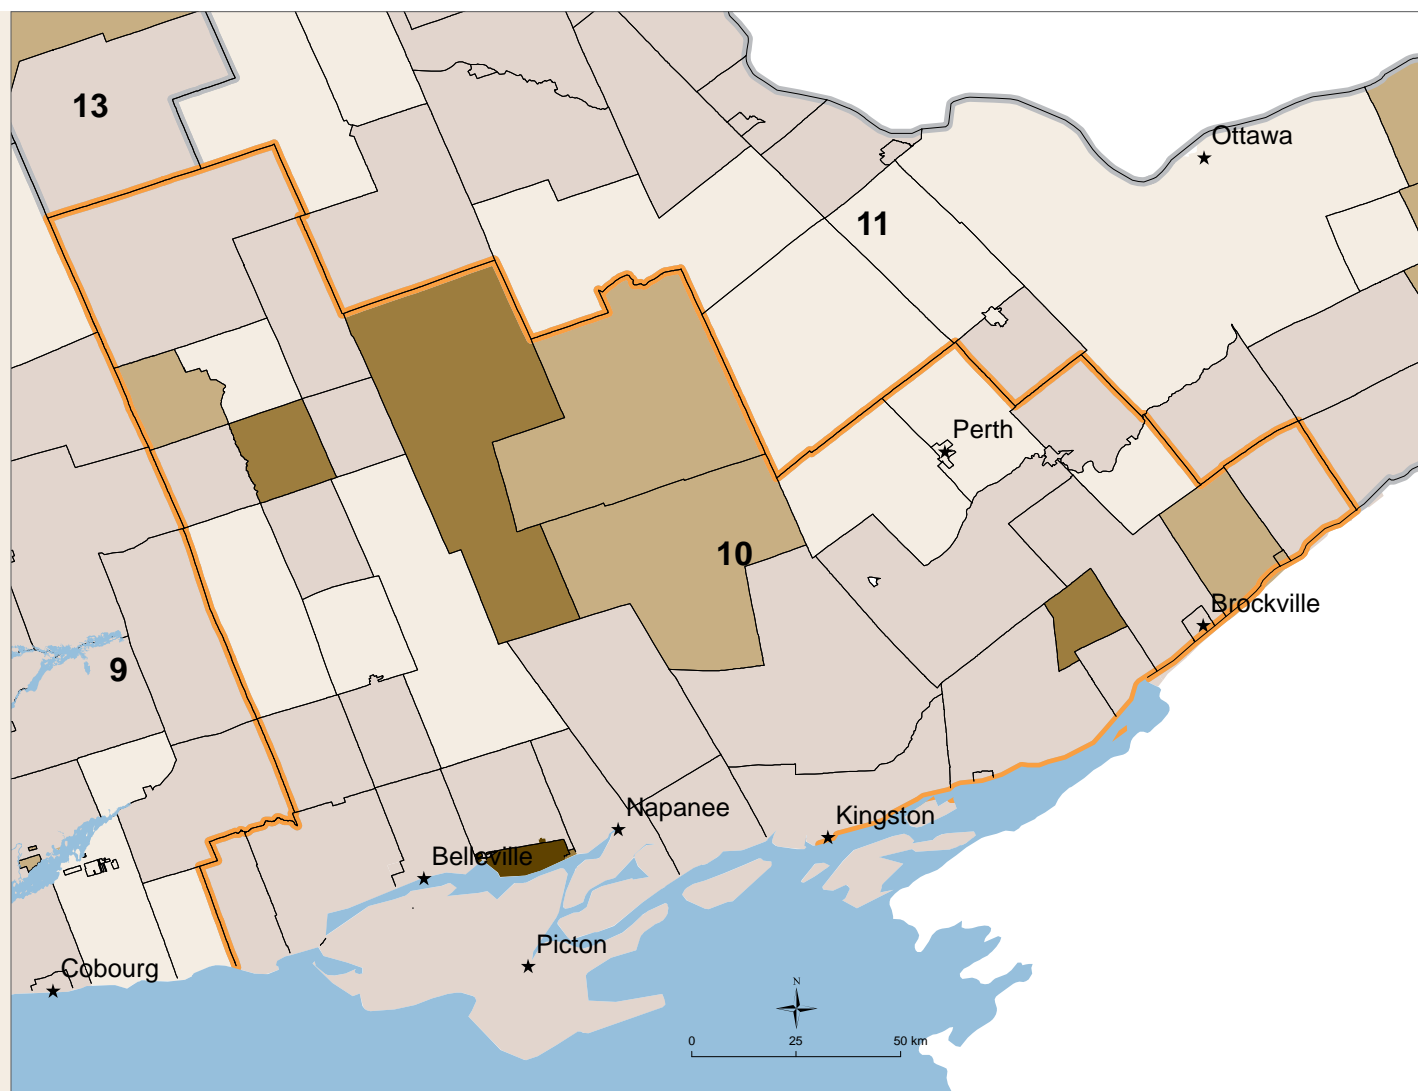 13
Ottawa
11
Perth
10
Brockville
9
Napanee
Kingston
Belleville
Picton
Cobourg
N
0 25 50 km